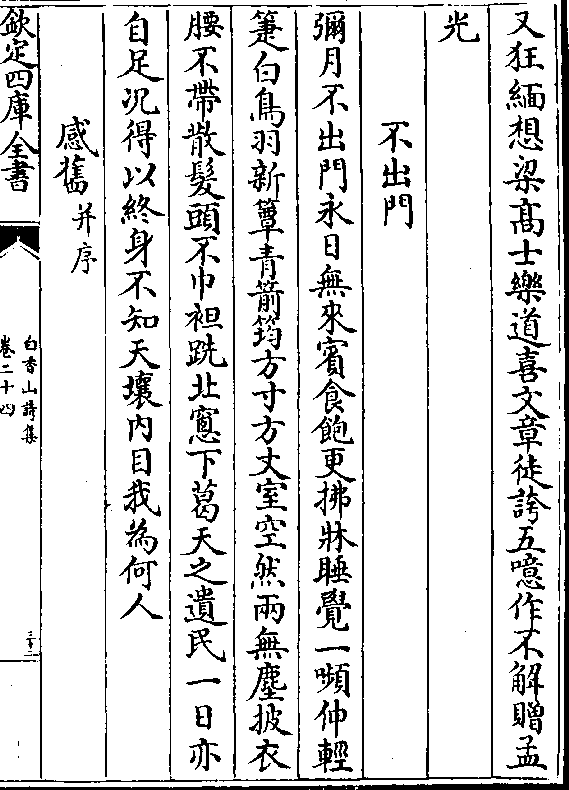 又狂緬想梁髙士樂道喜文章徒誇五噫作不解贈孟
光
不出門
彌月不出門永日無來賓食飽更拂牀睡覺一嚬伸輕
箑白鳥羽新簟青箭筠方寸方丈室空然兩無塵披衣
腰不帶散髮頭不巾袒跣北窓下葛天之遺民一日亦
自足况得以終身不知天壤内目我為何人
感舊并序
欽定四庫全書
白香山詩集
卷二十四
三十二